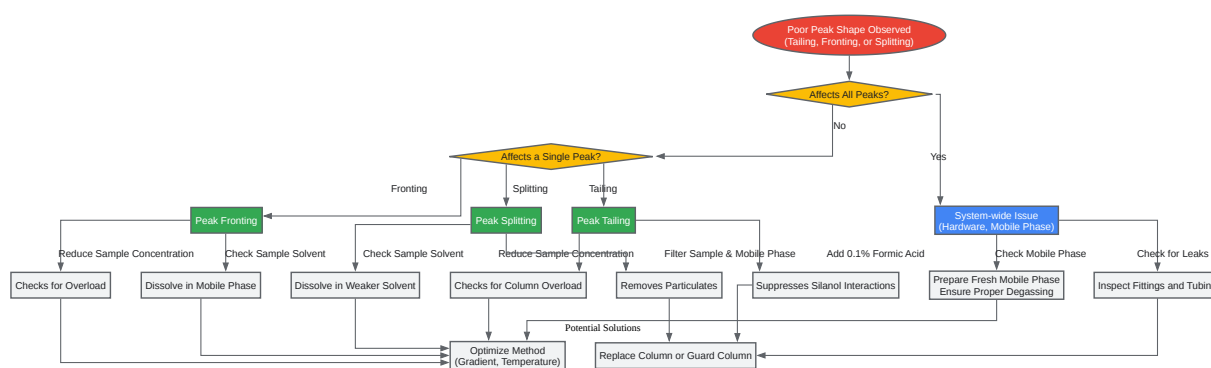 Poor Peak Shape Observed
(Tailing, Fronting, or Splitting)
Affects All Peaks?
No
Yes
Affects a Single Peak?
Fronting
Splitting
Tailing
Peak Fronting
Peak Splitting
Peak Tailing
System-wide Issue
(Hardware, Mobile Phase)
Reduce Sample Concentration
Check Sample Solvent
Check Sample Solvent
Reduce Sample Concentration
Filter Sample & Mobile Phase
Add 0.1% Formic Acid
Check Mobile Phase
Check for Leaks
Checks for Overload
Dissolve in Mobile Phase
Dissolve in Weaker Solvent
Checks for Column Overload
Removes Particulates
Suppresses Silanol Interactions
Prepare Fresh Mobile Phase
Ensure Proper Degassing
Inspect Fittings and Tubin
Potential Solutions
Optimize Method
(Gradient, Temperature)
Replace Column or Guard Column